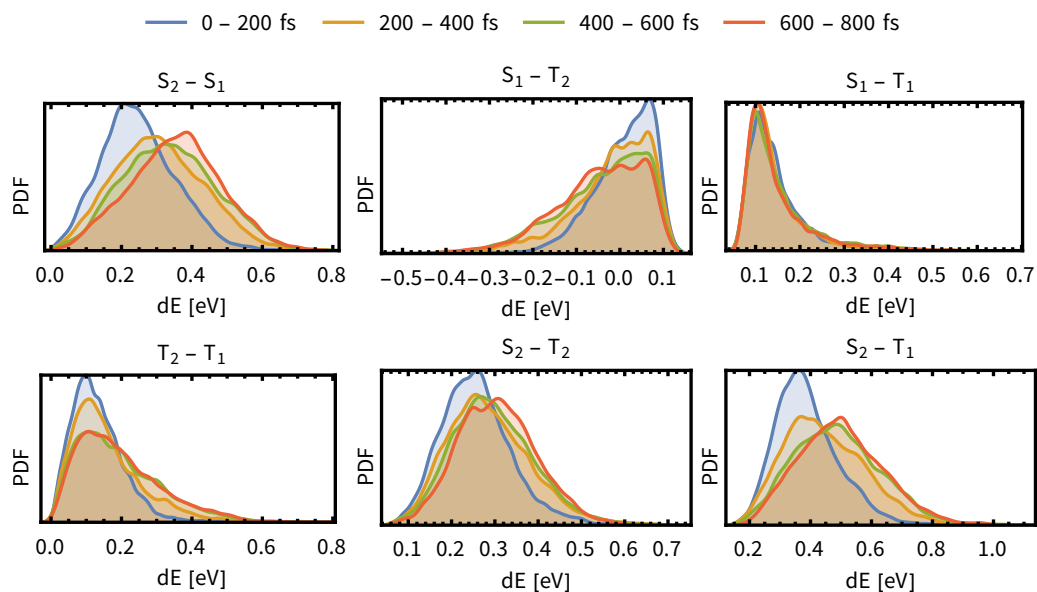 0 – 200 fs 200 – 400 fs 400 – 600 fs 600 – 800 fs
S₂ – S₁ S₁ – T₂ S₁ – T₁
PDF PDF PDF
0.0 0.2 0.4 0.6 0.8 −0.5 −0.4 −0.3 −0.2 −0.1 0.0 0.1 0.1 0.2 0.3 0.4 0.5 0.6 0.7
dE [eV] dE [eV] dE [eV]
T₂ – T₁ S₂ – T₂ S₂ – T₁
PDF PDF PDF
0.0 0.2 0.4 0.6 0.8 0.1 0.2 0.3 0.4 0.5 0.6 0.7 0.2 0.4 0.6 0.8 1.0
dE [eV] dE [eV] dE [eV]